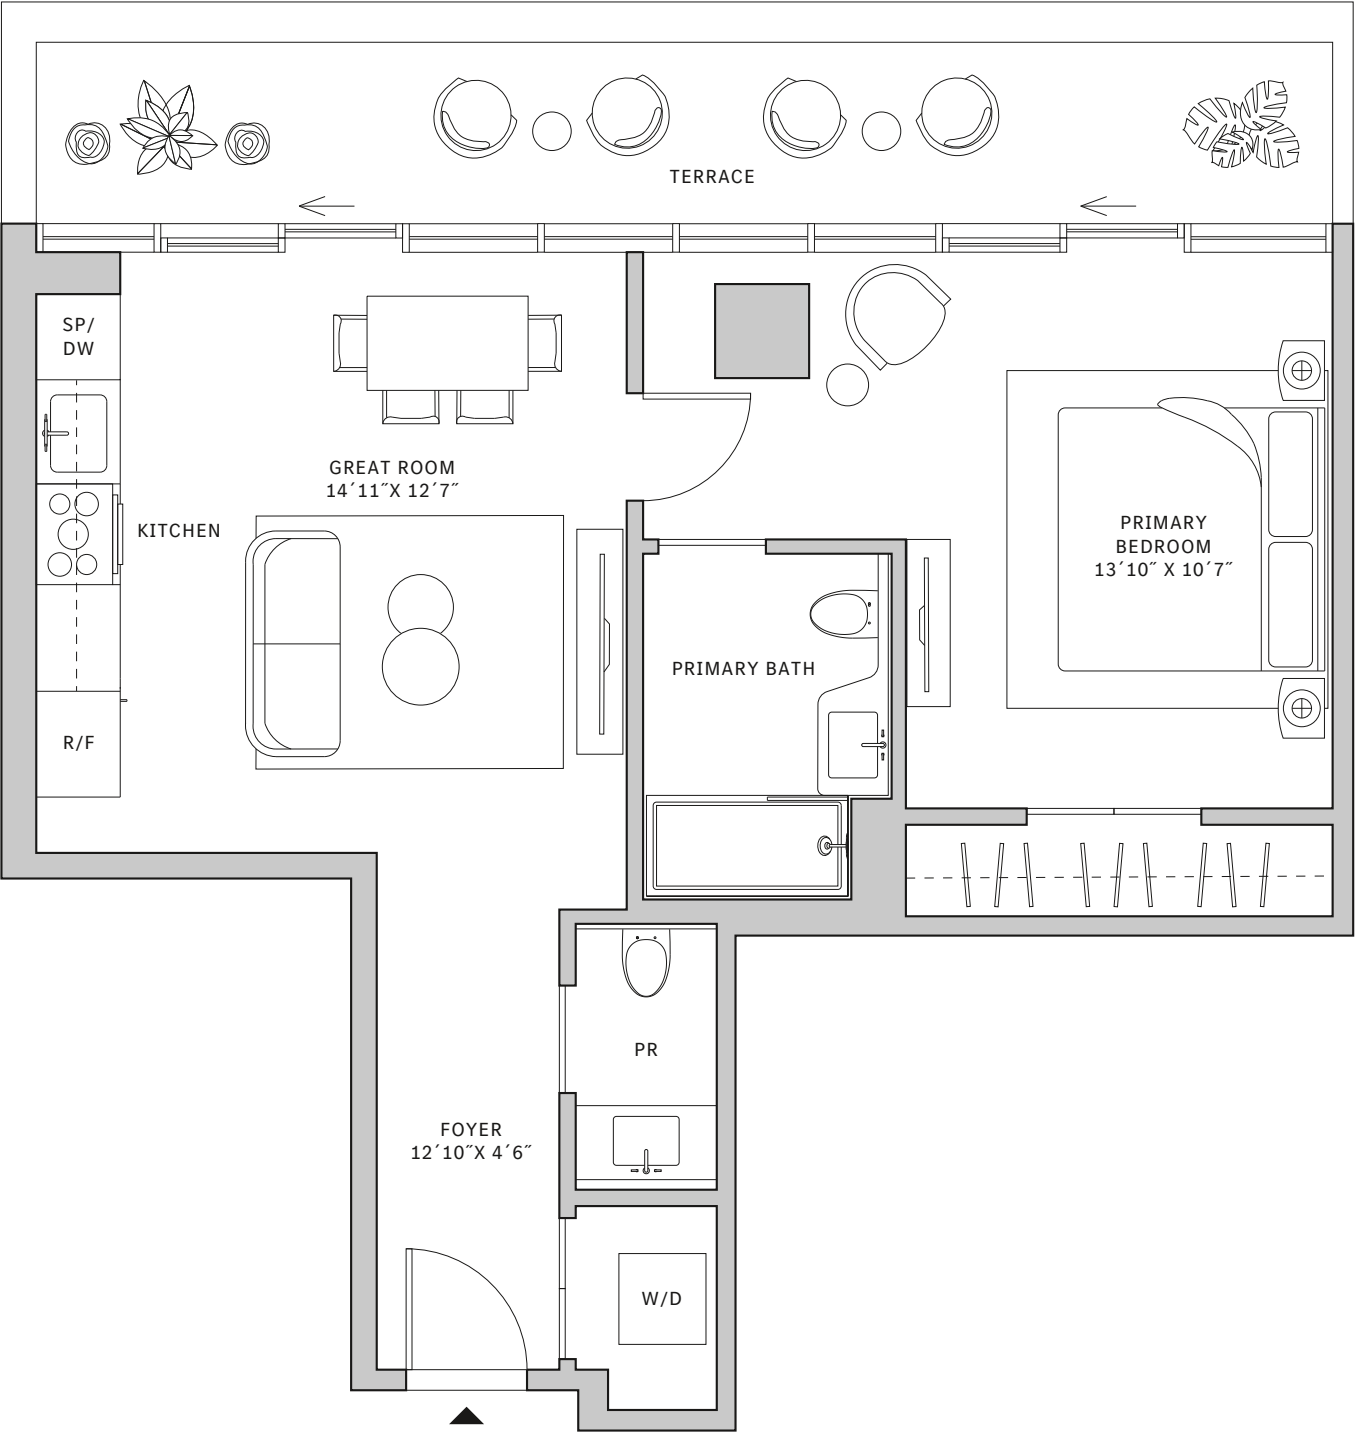 TERRACE
SP/
DW
GREAT ROOM
14´11˝X 12´7˝
KITCHEN
PRIMARY
BEDROOM
13´10˝ X 10´7˝
PRIMARY BATH
R/F
PR
FOYER
12´10˝X 4´6˝
W/D